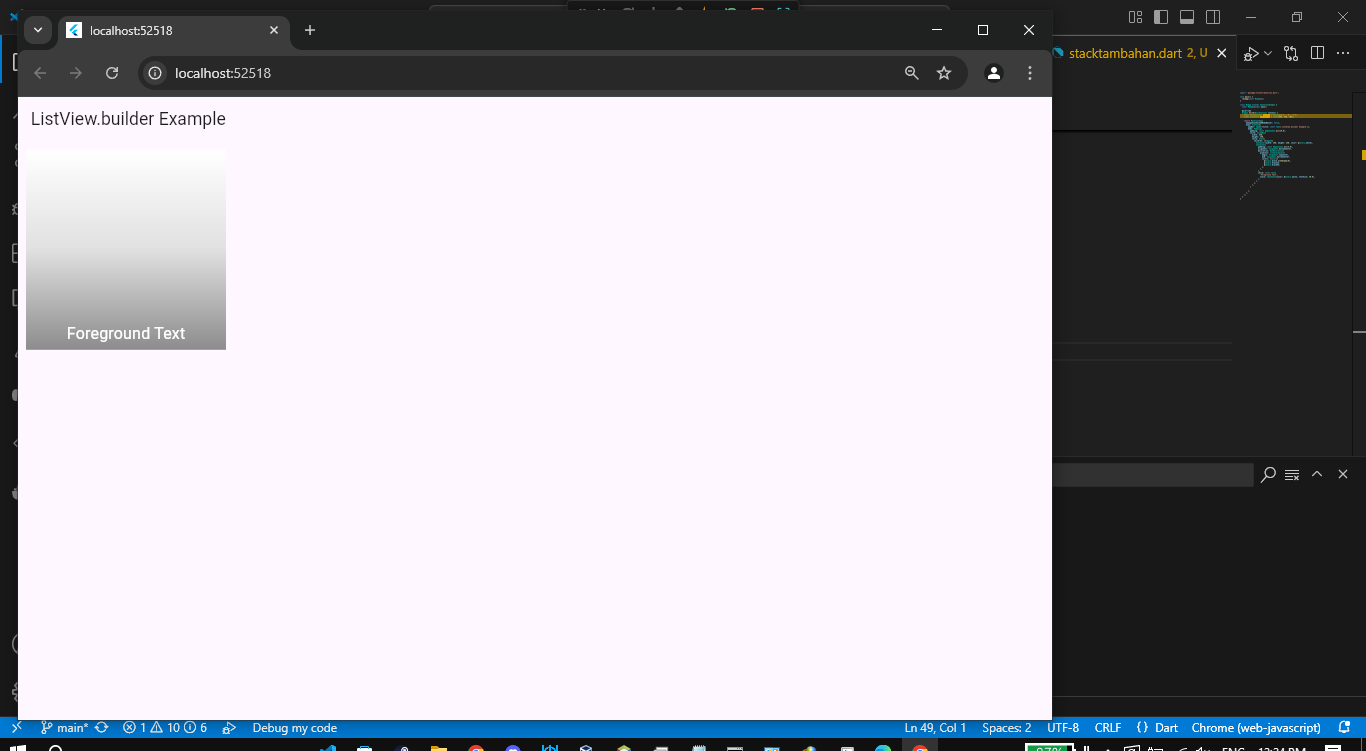 localhost:52518
stacktambahan.dart 2, U
localhost:52518
ListView.builder Example
Foreground Text
main* 1 10 6 Debug my code Ln 49, Col 1 Spaces: 2 UTF-8 CRLF { } Dart Chrome (web-javascript)